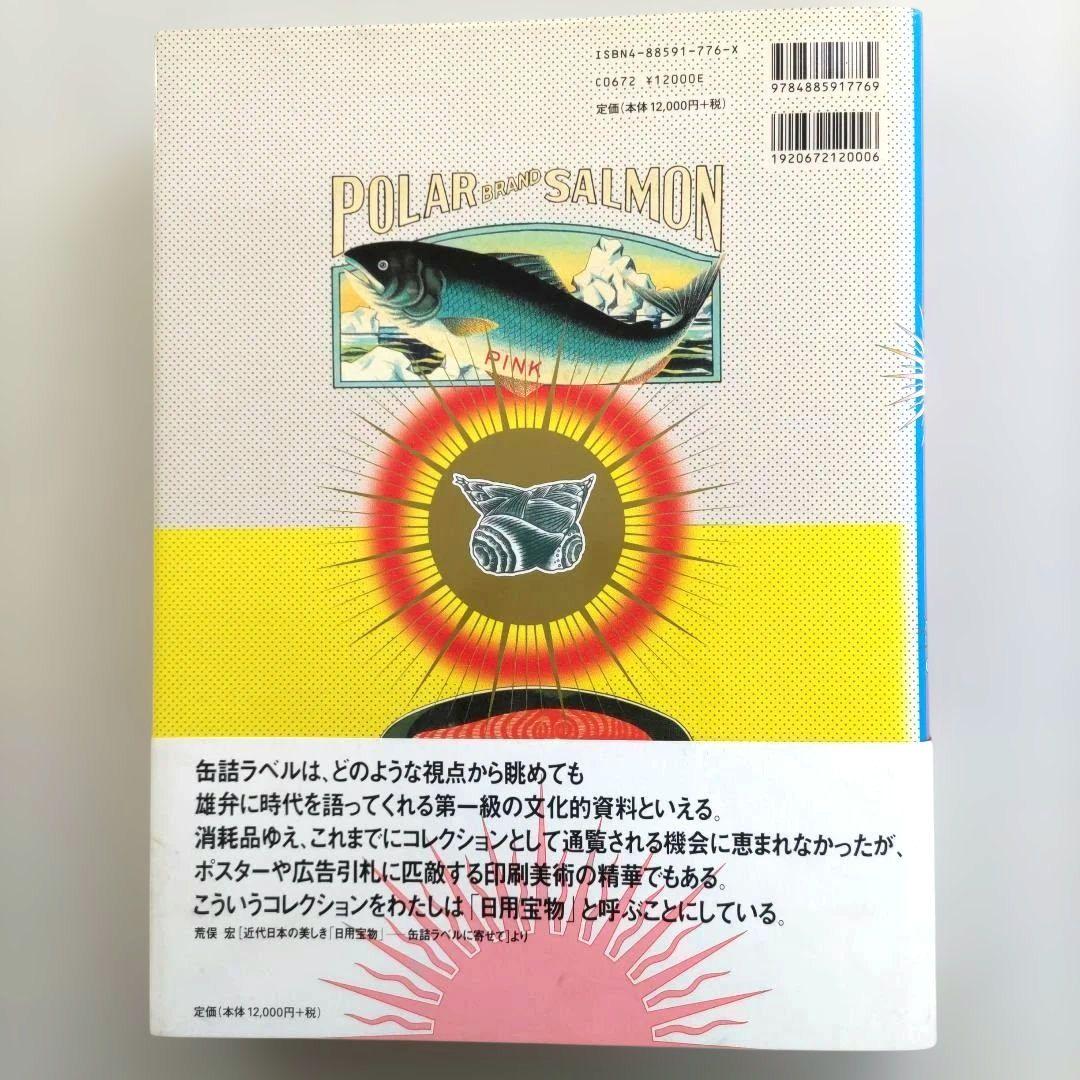 ISBN4-88591-776-X
C0672 ¥12000E
定価(本体12,000円+税)
9784885917769
1920672120006
POLAR BRAND SALMON
PINK
缶詰ラベルは、どのような視点から眺めても
雄弁に時代を語ってくれる第一級の文化的資料といえる。
消耗品ゆえ、これまでにコレクションとして通覧される機会に恵まれなかったが、
ポスターや広告引札に匹敵する印刷美術の精華でもある。
こういうコレクションをわたしは「日用宝物」と呼ぶことにしている。
荒俣 宏[近代日本の美しき「日用宝物」——缶詰ラベルに寄せて]より
定価(本体12,000円+税)